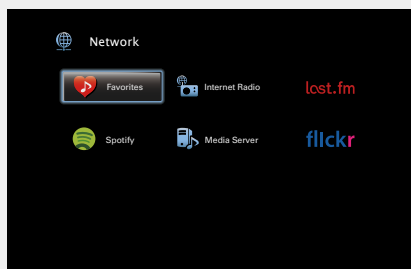 Network
Favorites Internet Radio last.fm
Spotify Media Server flickr